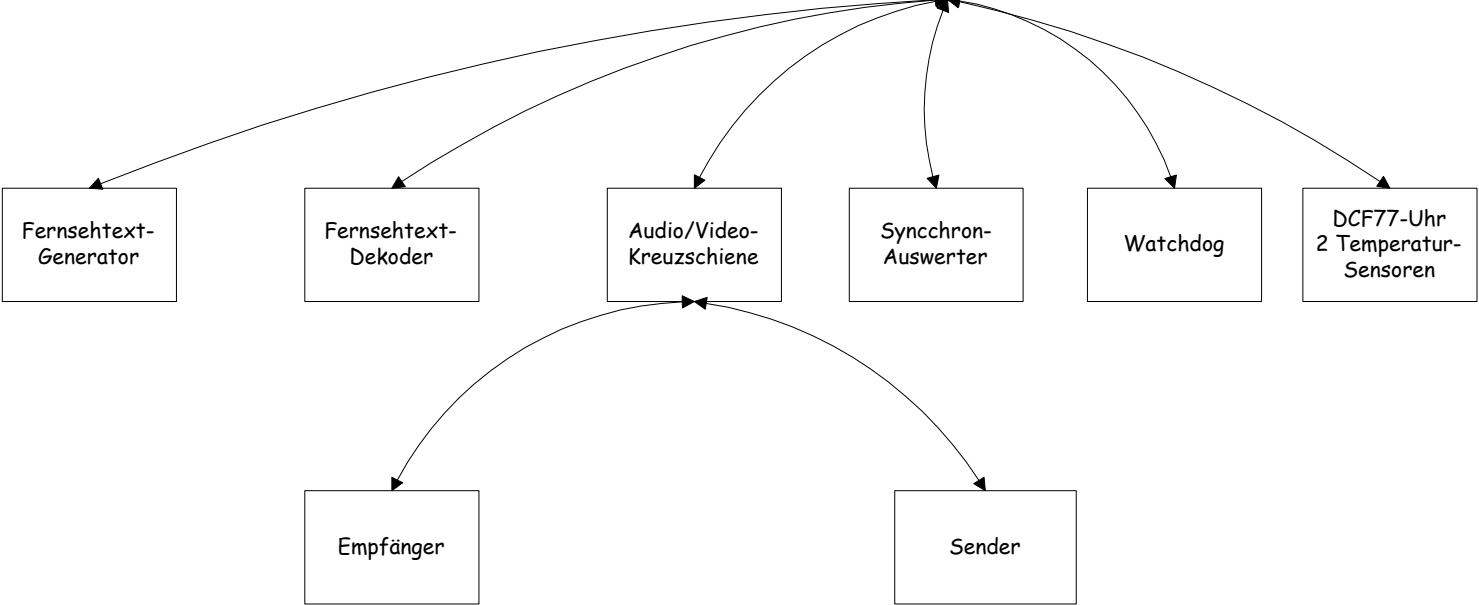 Fernsehtext-
Generator
Fernsehtext-
Dekoder
Audio/Video-
Kreuzschiene
Syncchron-
Auswerter
Watchdog
DCF77-Uhr
2 Temperatur-
Sensoren
Empfänger
Sender